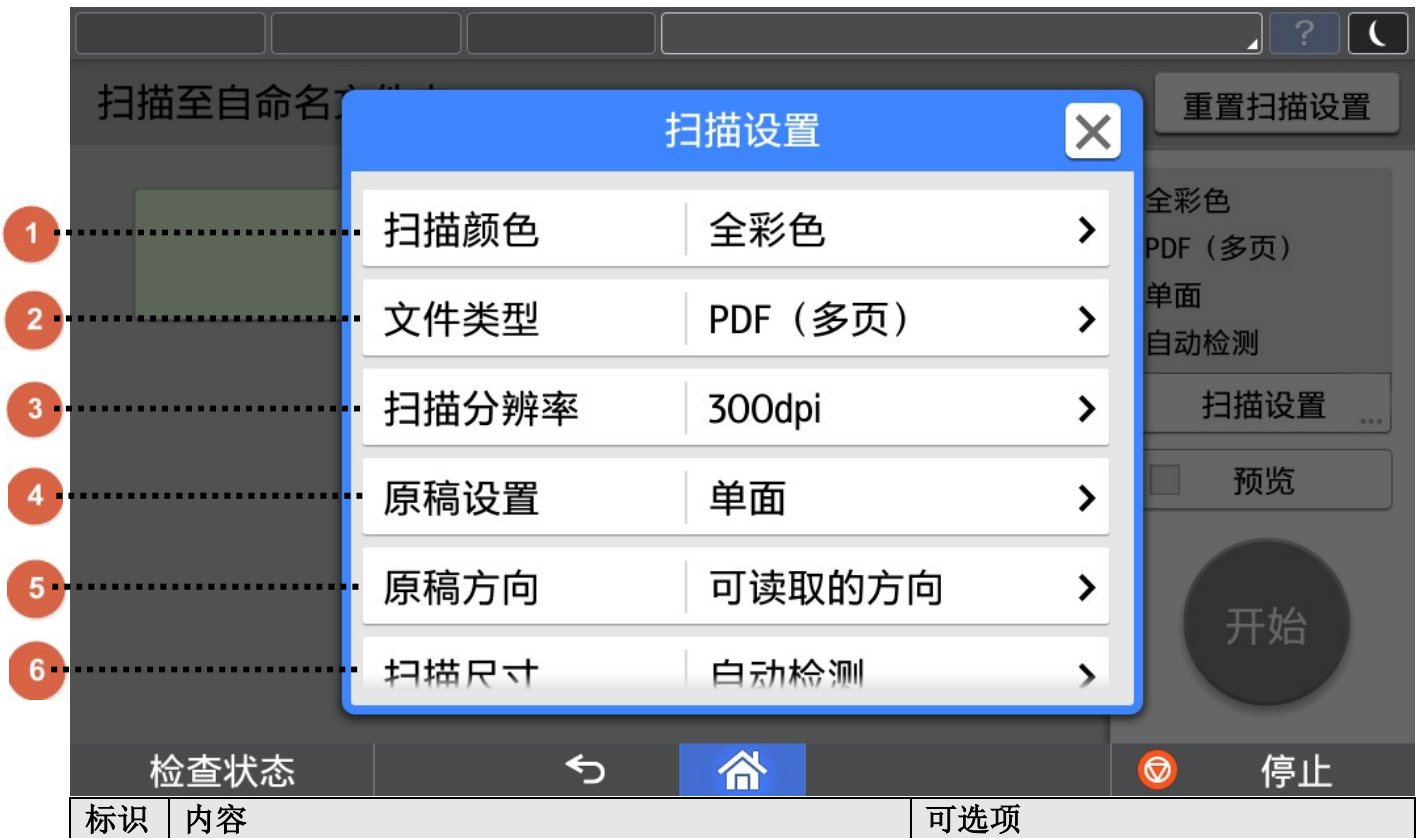 ?
扫描至自命名
重置扫描设置
扫描设置
1 扫描颜色 全彩色
2 文件类型 PDF（多页）
3 扫描分辨率 300dpi
4 原稿设置 单面
5 原稿方向 可读取的方向
6 扫描尺寸 自动检测
全彩色
PDF（多页）
单面
自动检测
扫描设置 ...
预览
开始
检查状态
停止
标识 内容 可选项